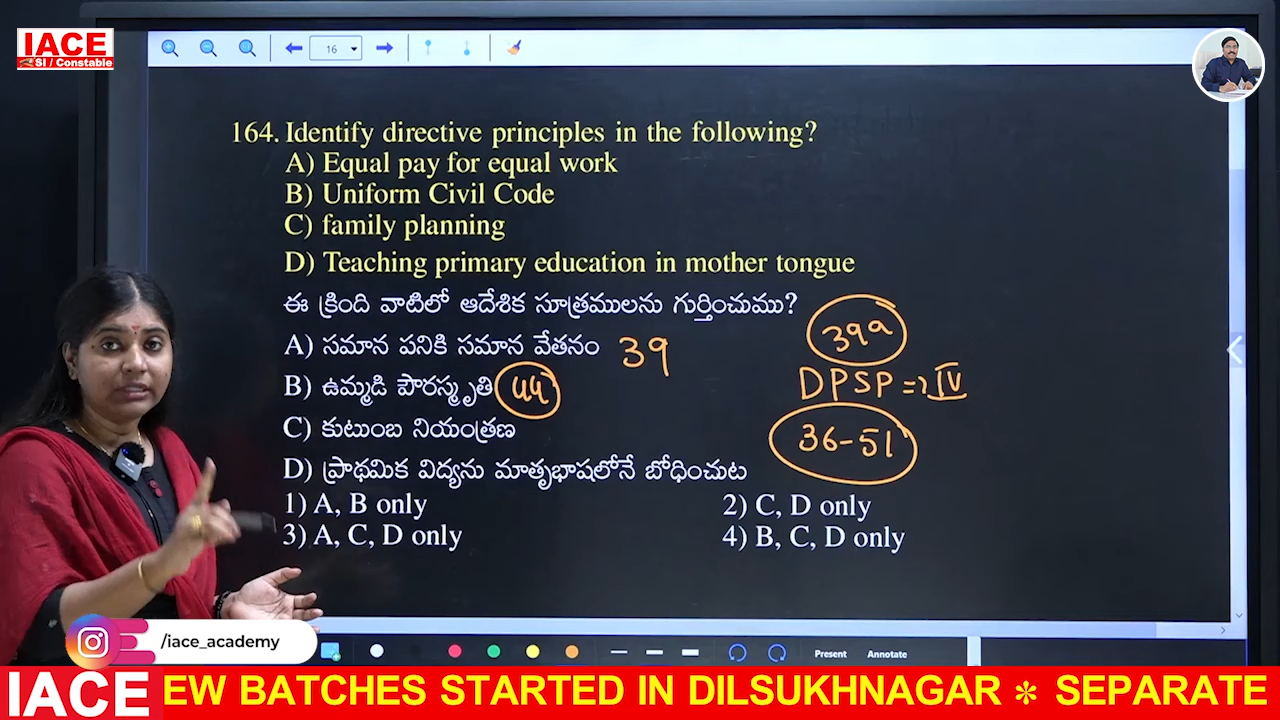 IACE
SI / Constable
16
164. Identify directive principles in the following?
A) Equal pay for equal work
B) Uniform Civil Code
C) family planning
D) Teaching primary education in mother tongue
ఈ క్రింది వాటిలో ఆదేశిక సూత్రములను గుర్తించుము?
39a
A) సమాన పనికి సమాన వేతనం 39
DPSP => IV
B) ఉమ్మడి పౌరస్మృతి 44
C) కుటుంబ నియంత్రణ
36-51
D) ప్రాథమిక విద్యను మాతృభాషలోనే బోధించుట
1) A, B only 2) C, D only
3) A, C, D only 4) B, C, D only
/iace_academy
Present Annotate
IACE EW BATCHES STARTED IN DILSUKHNAGAR * SEPARATE